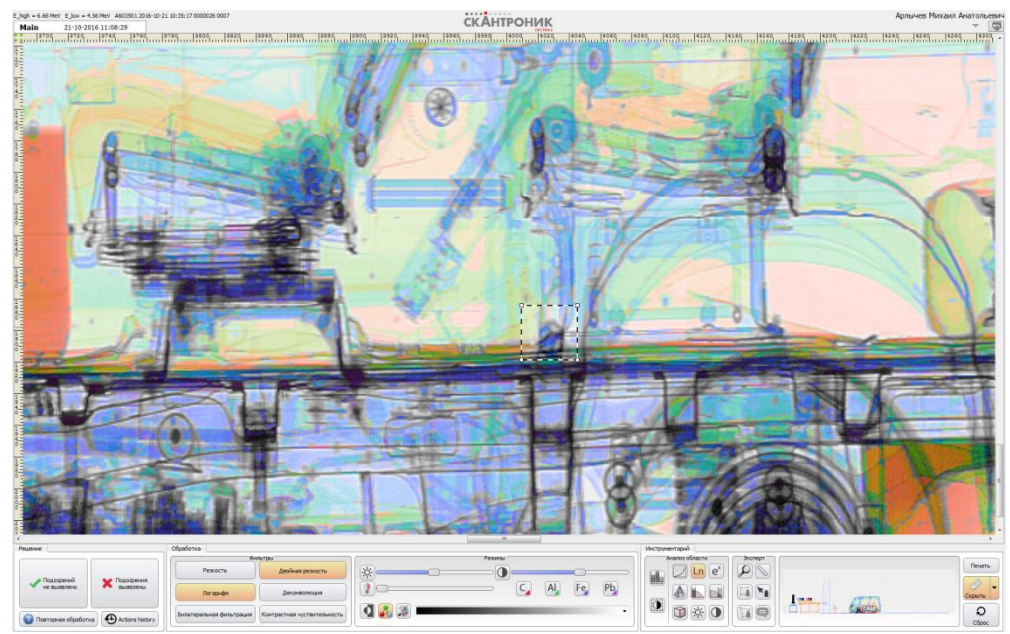 E_high = 6.66 MeV E_low = 4.56 MeV A603501 2016-10-21 10:35:17 0000026 0007
СКАНТРОНИК
СИСТЕМС
Арлычев Михаил Анатольевич
Main 21-10-2016 11:08:29
Решение
Подозрений не выявлено
Подозрения выявлены
Повторная обработка
Actions history
Обработка
Фильтры
Резкость
Двойная резкость
Логарифм
Деконволюция
Билатеральная фильтрация
Контрастная чувствительность
Режимы
C Al Fe Pb
Инструментарий
Анализ области
Ln e^x
Эксперт
Печать
Скрыть
Сброс